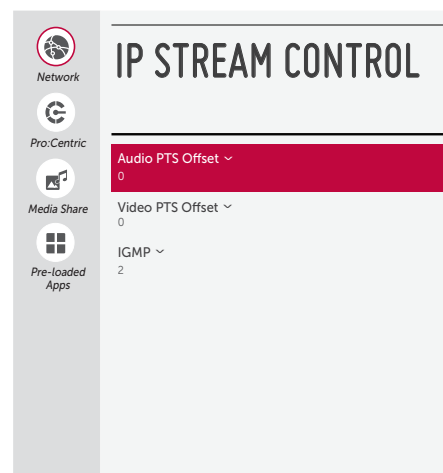 Network
Pro:Centric
Media Share
Pre-loaded
Apps
IP STREAM CONTROL
Audio PTS Offset
0
Video PTS Offset
0
IGMP
2